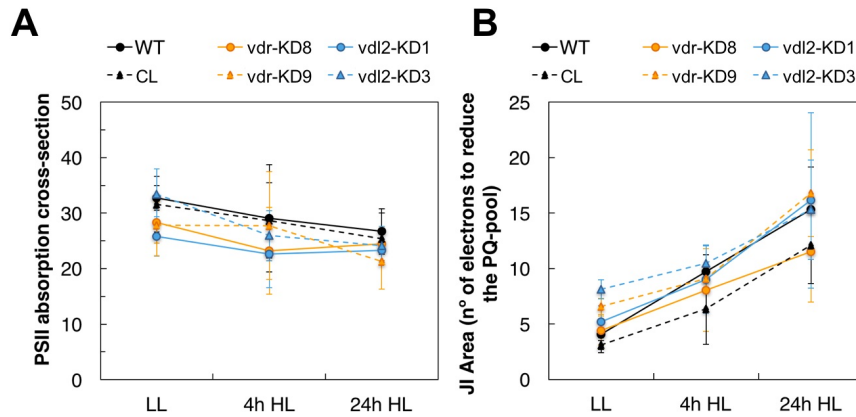 A
WT
vdr-KD8
vdl2-KD1
CL
vdr-KD9
vdl2-KD3
PSII absorption cross-section
50
40
30
20
10
0
LL
4h HL
24h HL
B
WT
vdr-KD8
vdl2-KD1
CL
vdr-KD9
vdl2-KD3
JI Area (nº of electrons to reduce
the PQ-pool)
25
20
15
10
5
0
LL
4h HL
24h HL